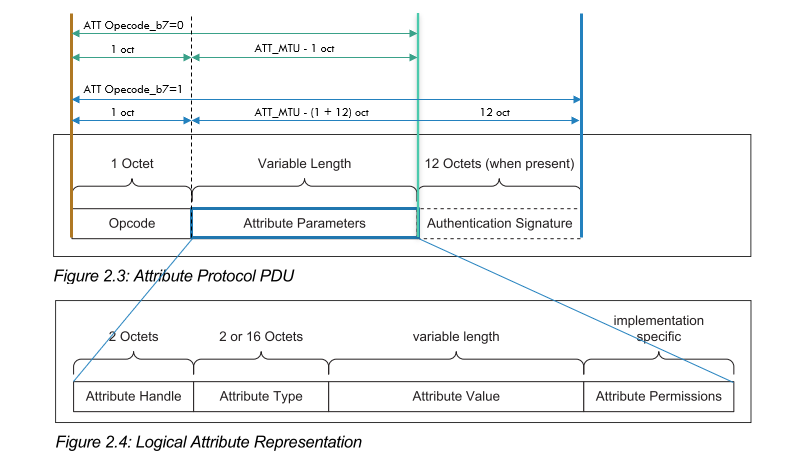 ATT Opecode_b7=0
1 oct
ATT_MTU - 1 oct
ATT Opecode_b7=1
1 oct
ATT_MTU - (1 + 12) oct
12 oct
1 Octet
Variable Length
12 Octets (when present)
Opcode
Attribute Parameters
Authentication Signature
Figure 2.3: Attribute Protocol PDU
2 Octets
2 or 16 Octets
variable length
implementation
specific
Attribute Handle
Attribute Type
Attribute Value
Attribute Permissions
Figure 2.4: Logical Attribute Representation